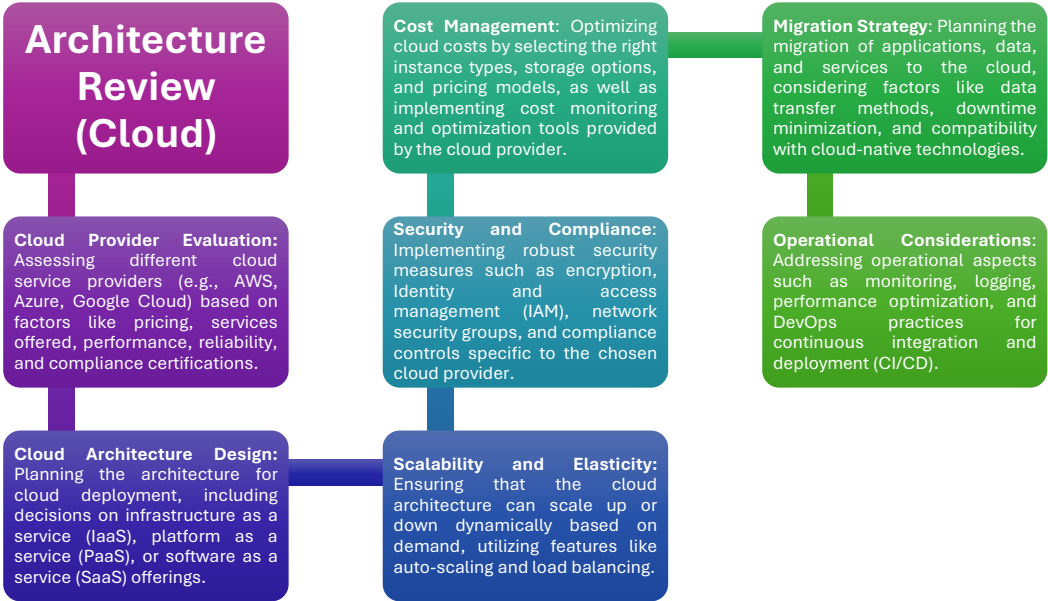 Architecture
Review
(Cloud)
Cloud Provider Evaluation:
Assessing different cloud
service providers (e.g., AWS,
Azure, Google Cloud) based on
factors like pricing, services
offered, performance, reliability,
and compliance certifications.
Cloud Architecture Design:
Planning the architecture for
cloud deployment, including
decisions on infrastructure as a
service (IaaS), platform as a
service (PaaS), or software as a
service (SaaS) offerings.
Scalability and Elasticity:
Ensuring that the cloud
architecture can scale up or
down dynamically based on
demand, utilizing features like
auto-scaling and load balancing.
Security and Compliance:
Implementing robust security
measures such as encryption,
Identity and access
management (IAM), network
security groups, and compliance
controls specific to the chosen
cloud provider.
Cost Management: Optimizing
cloud costs by selecting the right
instance types, storage options,
and pricing models, as well as
implementing cost monitoring
and optimization tools provided
by the cloud provider.
Migration Strategy: Planning the
migration of applications, data,
and services to the cloud,
considering factors like data
transfer methods, downtime
minimization, and compatibility
with cloud-native technologies.
Operational Considerations:
Addressing operational aspects
such as monitoring, logging,
performance optimization, and
DevOps practices for
continuous integration and
deployment (CI/CD).